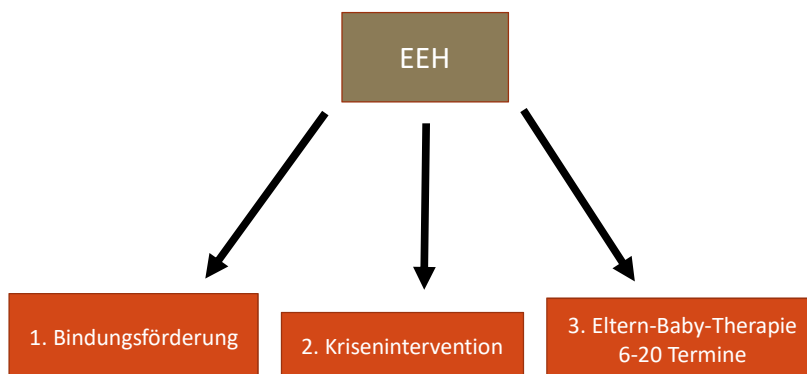 EEH
1. Bindungsförderung
2. Krisenintervention
3. Eltern-Baby-Therapie
6-20 Termine